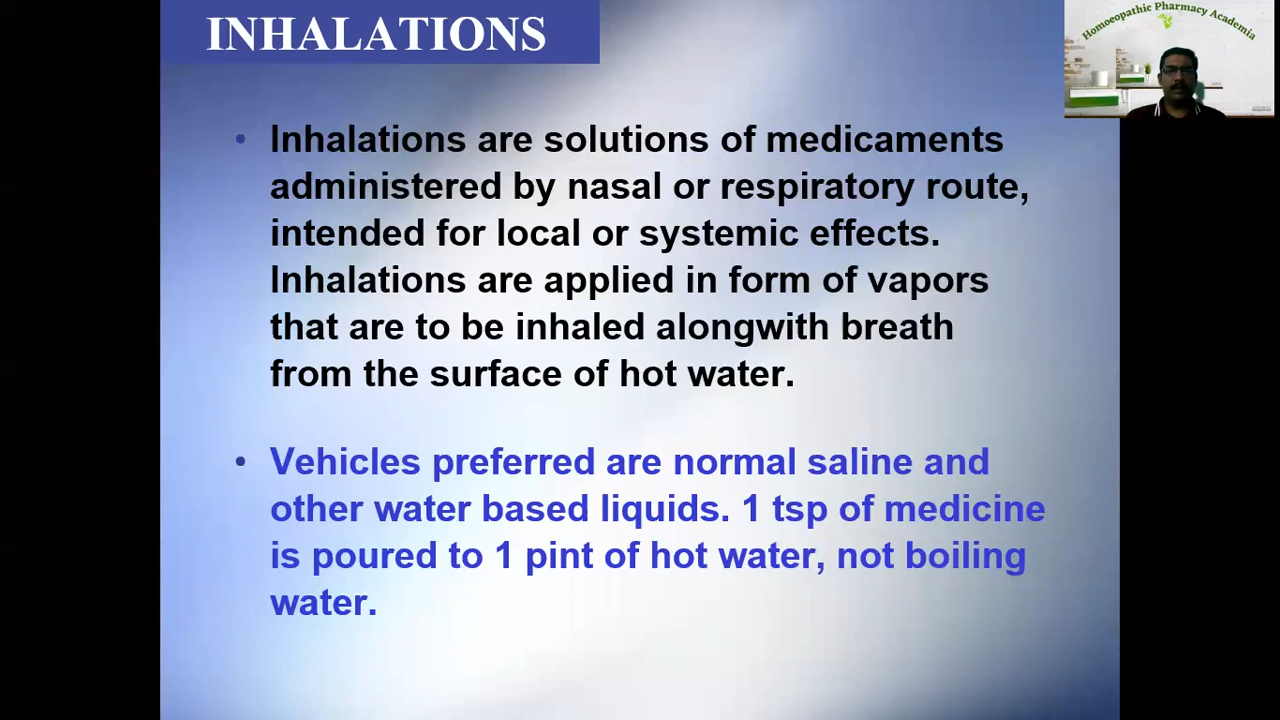 INHALATIONS
Homoeopathic Pharmacy Academia
• Inhalations are solutions of medicaments
administered by nasal or respiratory route,
intended for local or systemic effects.
Inhalations are applied in form of vapors
that are to be inhaled alongwith breath
from the surface of hot water.
• Vehicles preferred are normal saline and
other water based liquids. 1 tsp of medicine
is poured to 1 pint of hot water, not boiling
water.